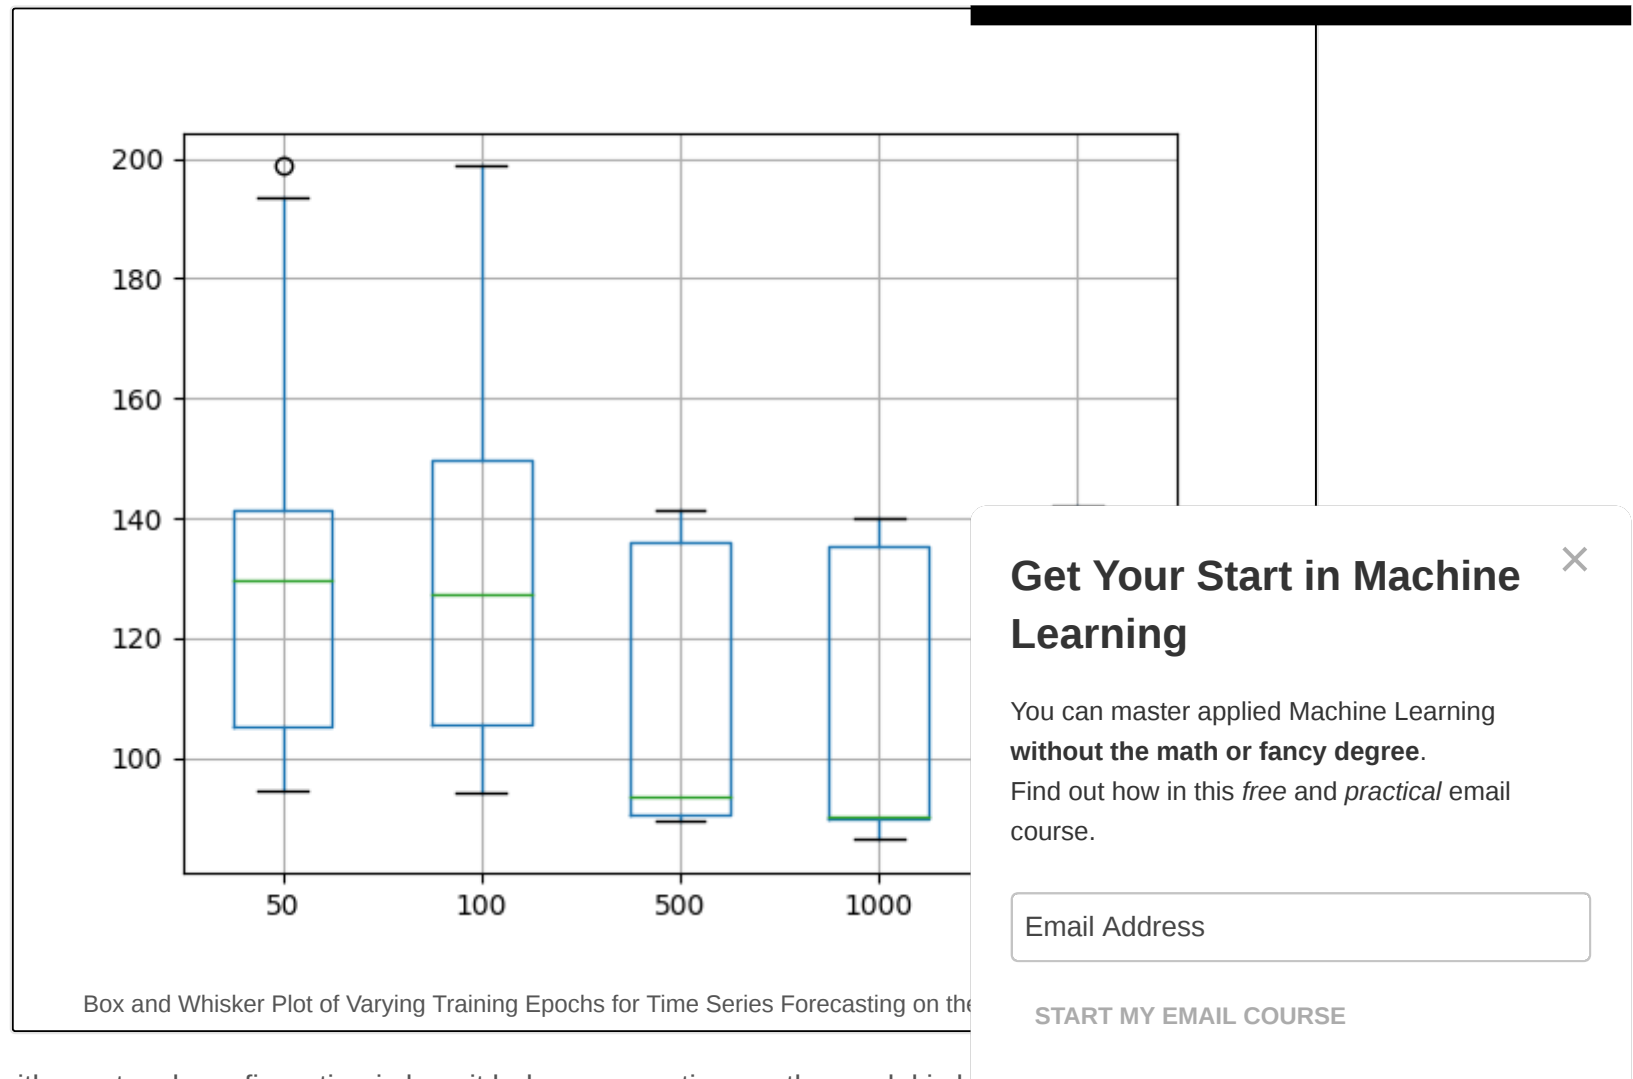 200
180
160
140
120
100
50 100 500 1000
Box and Whisker Plot of Varying Training Epochs for Time Series Forecasting on the
Get Your Start in Machine
Learning
You can master applied Machine Learning
without the math or fancy degree.
Find out how in this free and practical email
course.
Email Address
START MY EMAIL COURSE